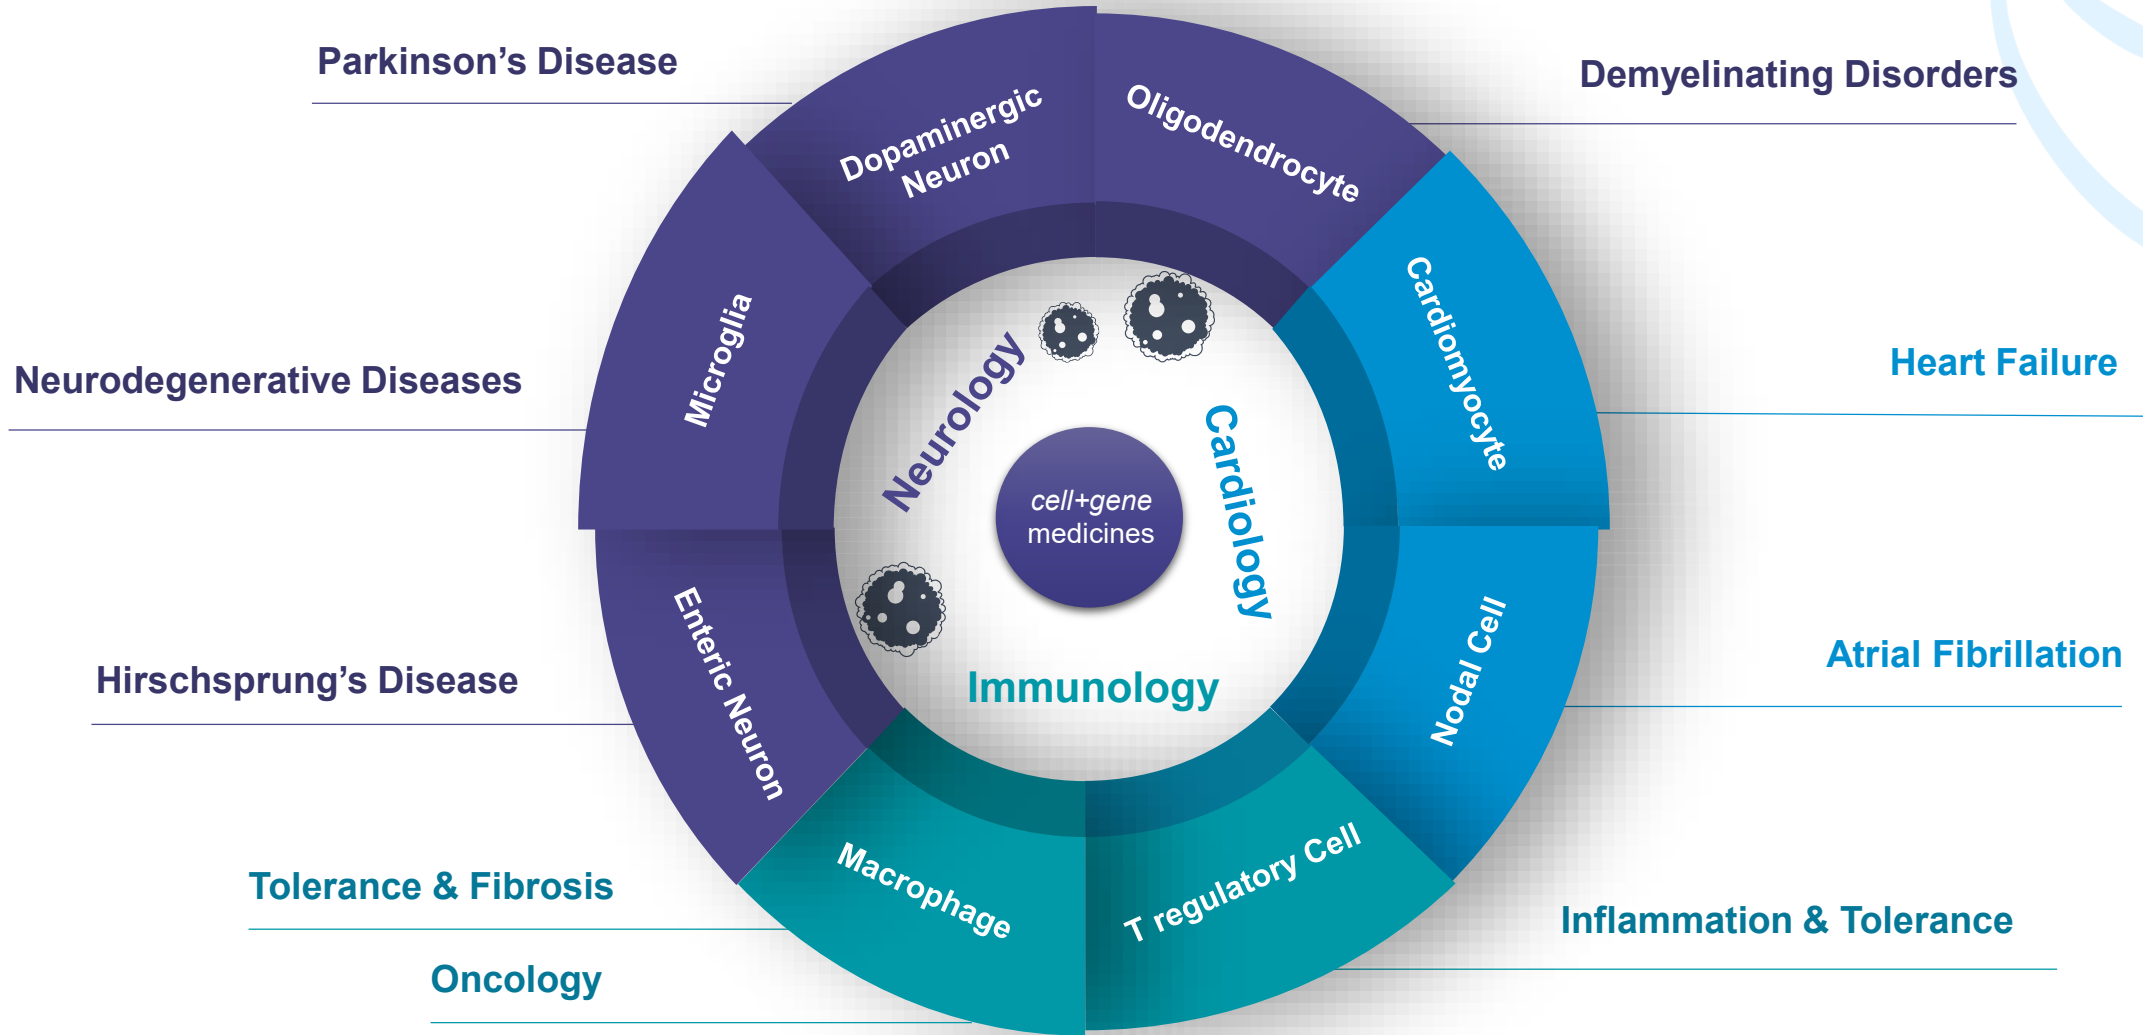 Parkinson’s Disease
Demyelinating Disorders
Dopaminergic
Neuron
Oligodendrocyte
Microglia
Cardiomyocyte
Neurodegenerative Diseases
Heart Failure
Neurology
Cardiology
cell+gene
medicines
Immunology
Enteric Neuron
Nodal Cell
Hirschsprung’s Disease
Atrial Fibrillation
Macrophage
T regulatory Cell
Tolerance & Fibrosis
Inflammation & Tolerance
Oncology